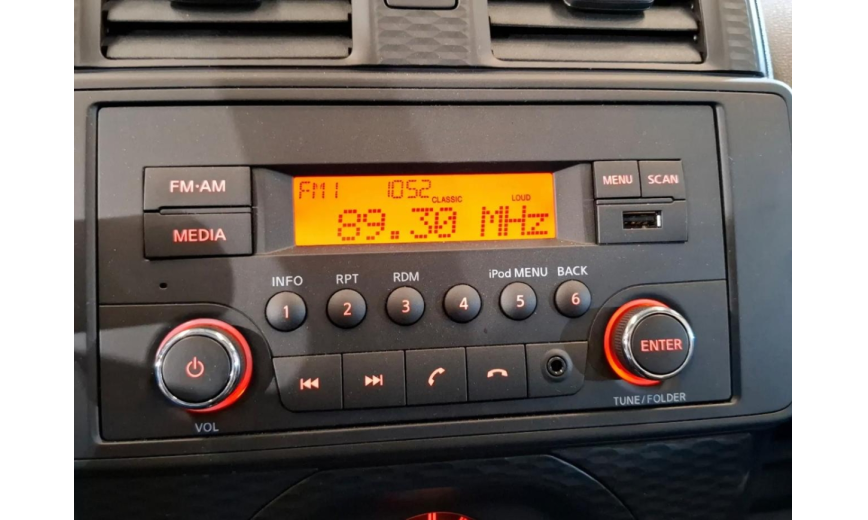 FM·AM
MEDIA
FM1 1052 CLASSIC LOUD
89.30 MHz
MENU SCAN
INFO RPT RDM iPod MENU BACK
1 2 3 4 5 6
ENTER
VOL
TUNE/FOLDER